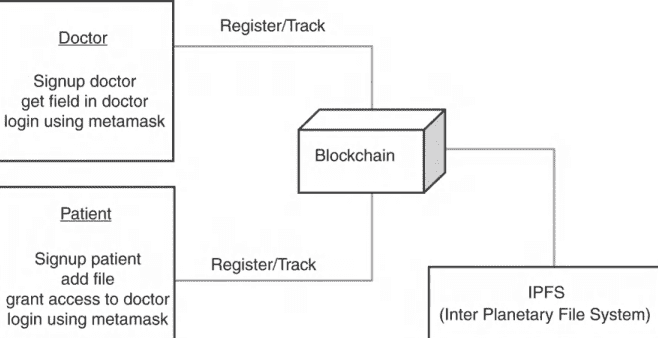 Doctor
Signup doctor
get field in doctor
login using metamask
Register/Track
Blockchain
Patient
Signup patient
add file
grant access to doctor
login using metamask
Register/Track
IPFS
(Inter Planetary File System)